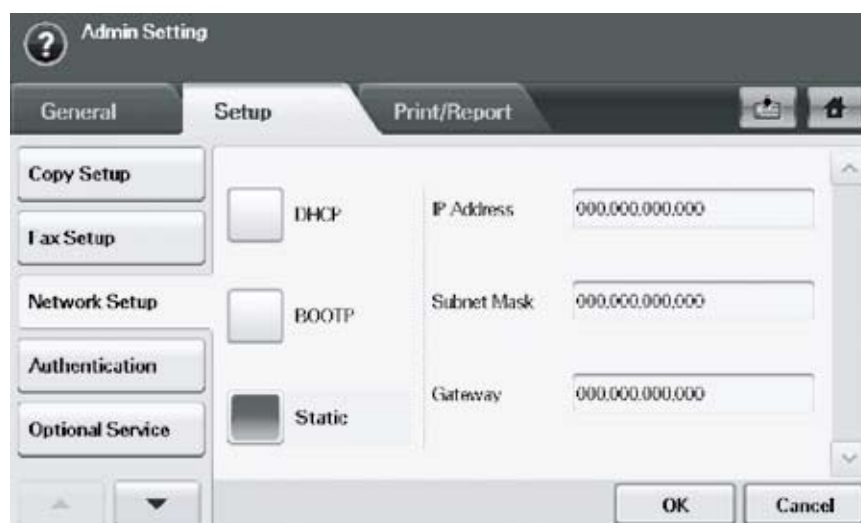 ?
Admin Setting
General
Setup
Print/Report
Copy Setup
Fax Setup
Network Setup
Authentication
Optional Service
DHCP
BOOTP
Static
IP Address
000.000.000.000
Subnet Mask
000.000.000.000
Gateway
000.000.000.000
OK
Cancel